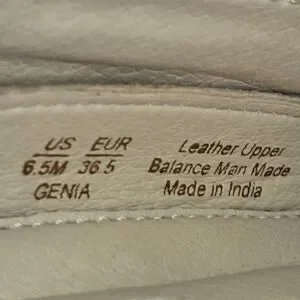 US EUR
6.5M 36.5
GENIA
Leather Upper
Balance Man Made
Made in India